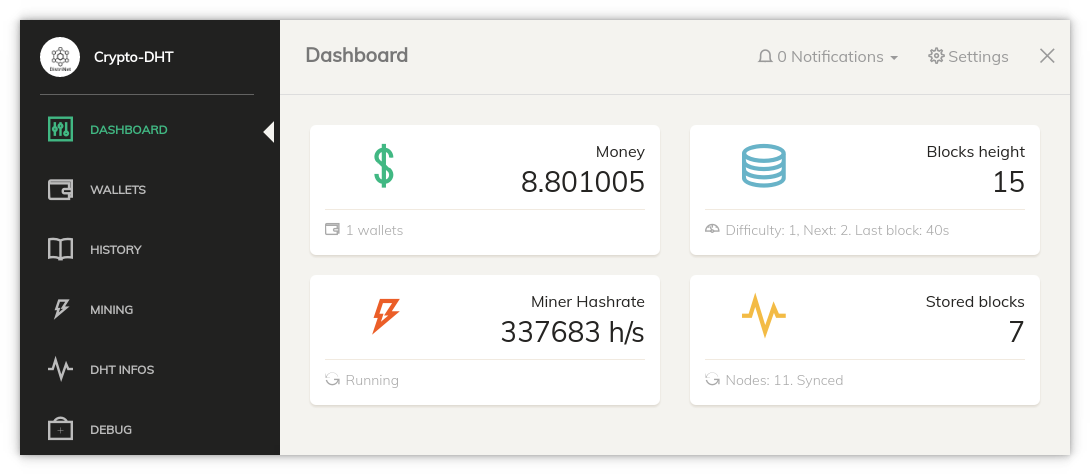 Crypto-DHT
DASHBOARD
WALLETS
HISTORY
MINING
DHT INFOS
DEBUG
Dashboard
0 Notifications
Settings
Money
8.801005
1 wallets
Blocks height
15
Difficulty: 1, Next: 2. Last block: 40s
Miner Hashrate
337683 h/s
Running
Stored blocks
7
Nodes: 11. Synced